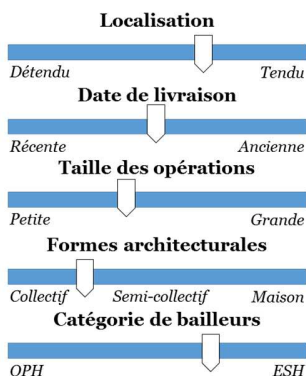 Localisation
Détendu Tendu
Date de livraison
Récente Ancienne
Taille des opérations
Petite Grande
Formes architecturales
Collectif Semi-collectif Maison
Catégorie de bailleurs
OPH ESH